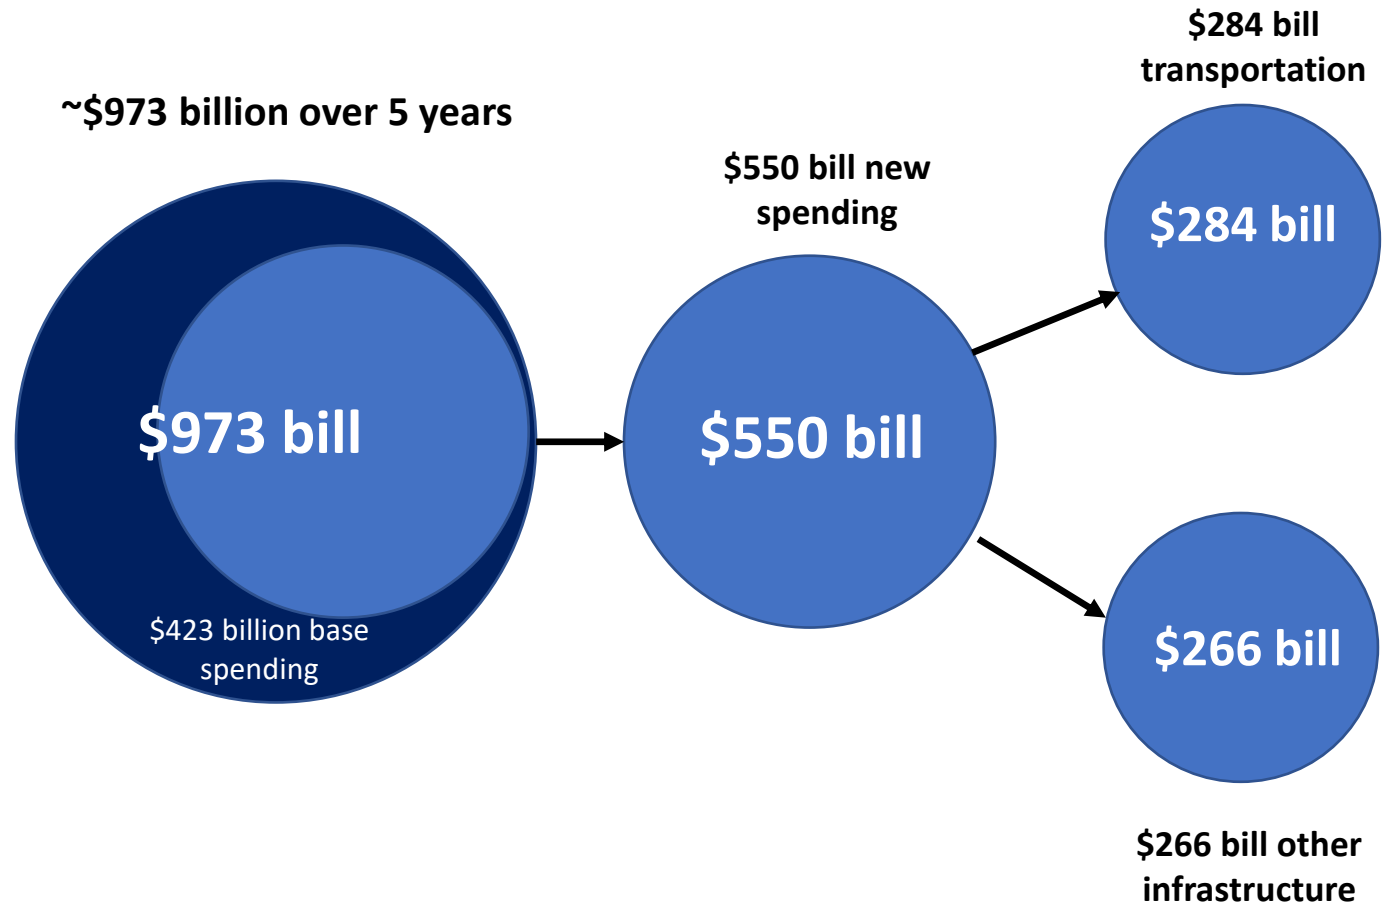 ~$973 billion over 5 years
$973 bill
$423 billion base
spending
$550 bill new
spending
$550 bill
$284 bill
transportation
$284 bill
$266 bill
$266 bill other
infrastructure